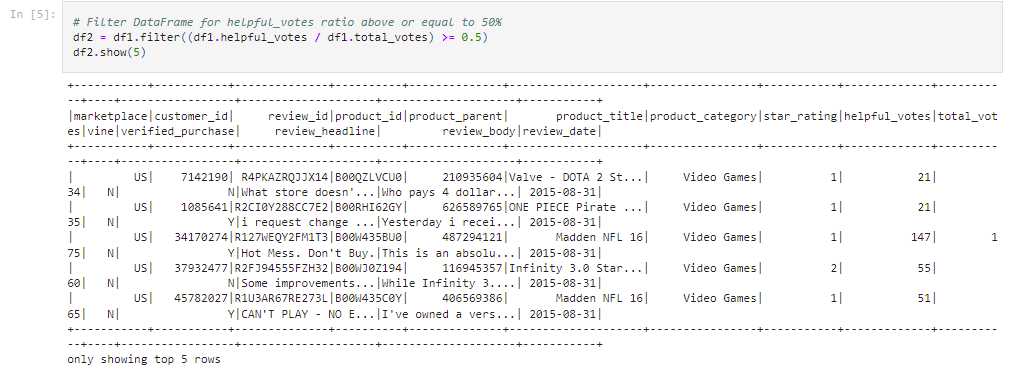 In [5]:
# Filter DataFrame for helpful_votes ratio above or equal to 50%
df2 = df1.filter((df1.helpful_votes / df1.total_votes) >= 0.5)
df2.show(5)
+-----------+-----------+--------------+----------+--------------+--------------------+----------------+-----------+-------------+---------
--+----+-----------------+--------------------+--------------------+-----------+
|marketplace|customer_id|     review_id|product_id|product_parent|       product_title|product_category|star_rating|helpful_votes|total_vot
es|vine|verified_purchase|     review_headline|         review_body|review_date|
+-----------+-----------+--------------+----------+--------------+--------------------+----------------+-----------+-------------+---------
--+----+-----------------+--------------------+--------------------+-----------+
|         US|    7142190| R4PKAZRQJJX14|B00QZLVCU0|     210935604|Valve - DOTA 2 St...|     Video Games|          1|           21|
34|   N|                N|What store doesn'...|Who pays 4 dollar...| 2015-08-31|
|         US|    1085641|R2CI0Y288CC7E2|B00RHI62GY|     626589765|ONE PIECE Pirate ...|     Video Games|          1|           21|
35|   N|                Y|i request change ...|Yesterday i recei...| 2015-08-31|
|         US|   34170274|R127WEQY2FM1T3|B00W435BU0|     487294121|       Madden NFL 16|     Video Games|          1|          147|        1
75|   N|                Y|Hot Mess. Don't Buy.|This is an absolu...| 2015-08-31|
|         US|   37932477|R2FJ94555FZH32|B00WJ0Z194|     116945357|Infinity 3.0 Star...|     Video Games|          2|           55|
60|   N|                N|Some improvements...|While Infinity 3....| 2015-08-31|
|         US|   45782027|R1U3AR67RE273L|B00W435C0Y|     406569386|       Madden NFL 16|     Video Games|          1|           51|
65|   N|                Y|CAN'T PLAY - NO E...|I've owned a vers...| 2015-08-31|
+-----------+-----------+--------------+----------+--------------+--------------------+----------------+-----------+-------------+---------
--+----+-----------------+--------------------+--------------------+-----------+
only showing top 5 rows